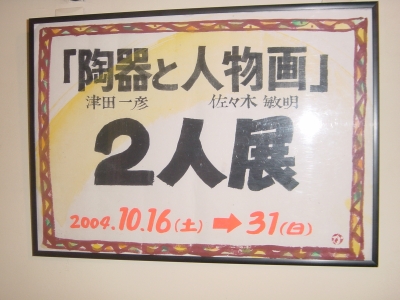 「陶器と人物画」
津田一彦 佐々木敏明
2人展
2004.10.16(土)➡31(日)